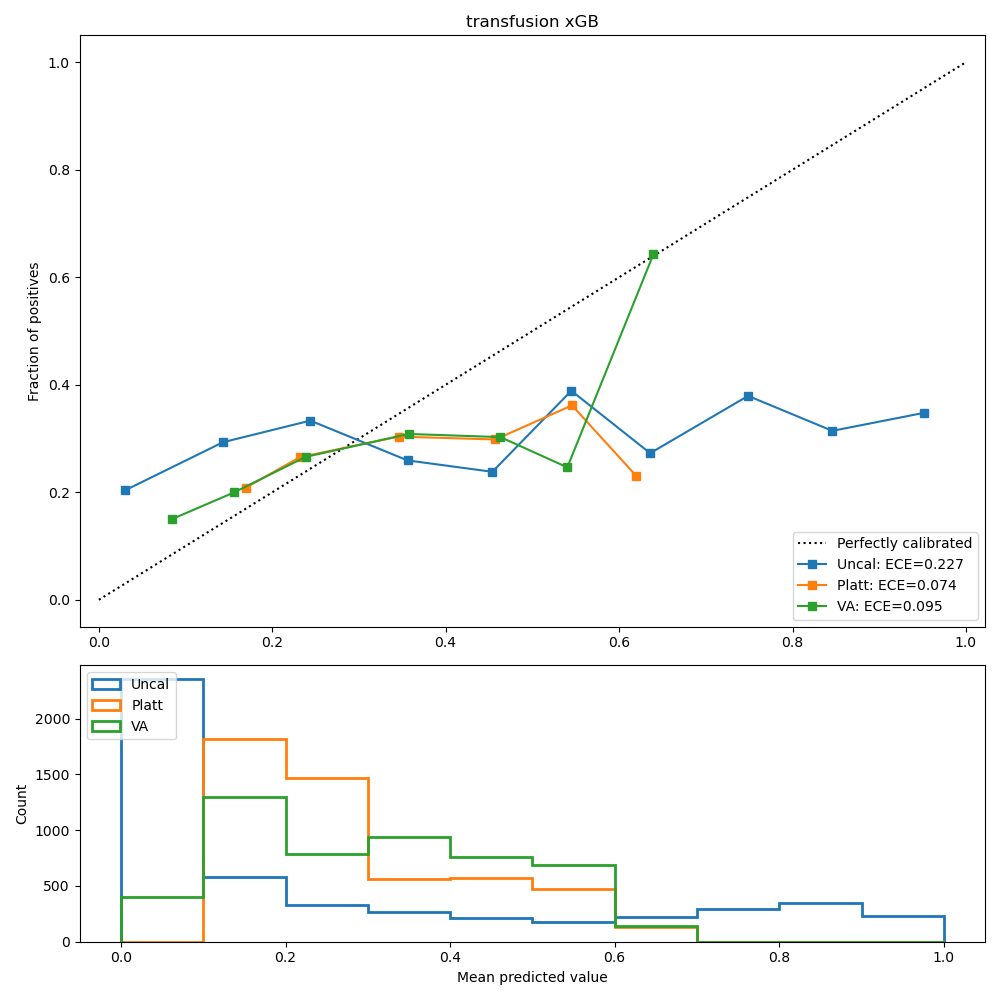 transfusion xGB
1.0
0.8
0.6
0.4
0.2
0.0
Fraction of positives
0.0 0.2 0.4 0.6 0.8 1.0
Perfectly calibrated
Uncal: ECE=0.227
Platt: ECE=0.074
VA: ECE=0.095
Uncal
Platt
VA
2000
1500
1000
500
0
Count
0.0 0.2 0.4 0.6 0.8 1.0
Mean predicted value